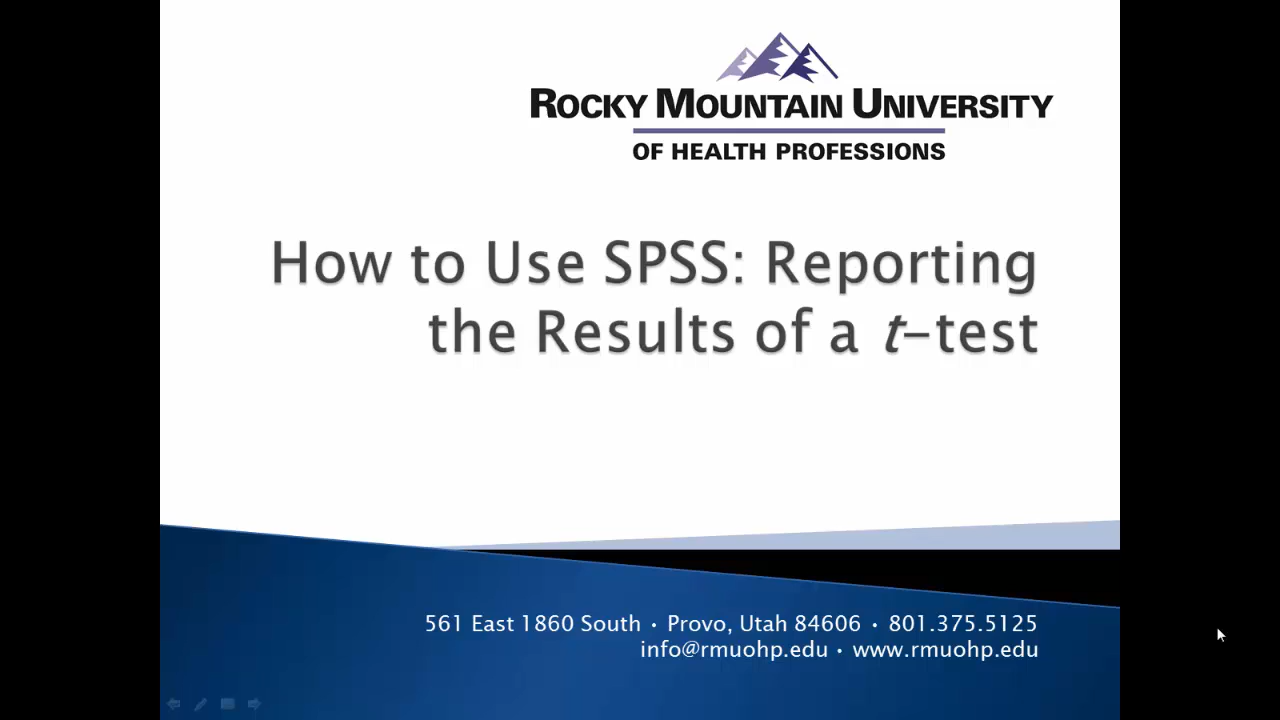 ROCKY MOUNTAIN UNIVERSITY
OF HEALTH PROFESSIONS
How to Use SPSS: Reporting
the Results of a t-test
561 East 1860 South • Provo, Utah 84606 • 801.375.5125
info@rmuohp.edu • www.rmuohp.edu